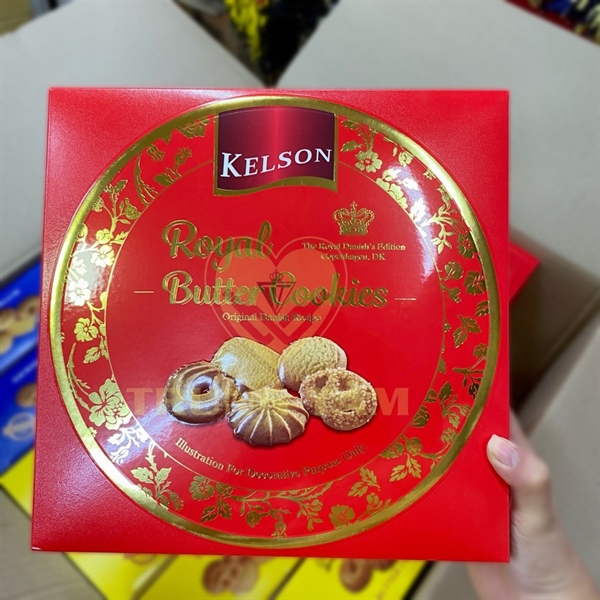 KELSON
Royal
The Royal Danish's Edition
Copenhagen, DK
Butter Cookies
Original Danish Recipe
Illustration For Decorative Purpose Only